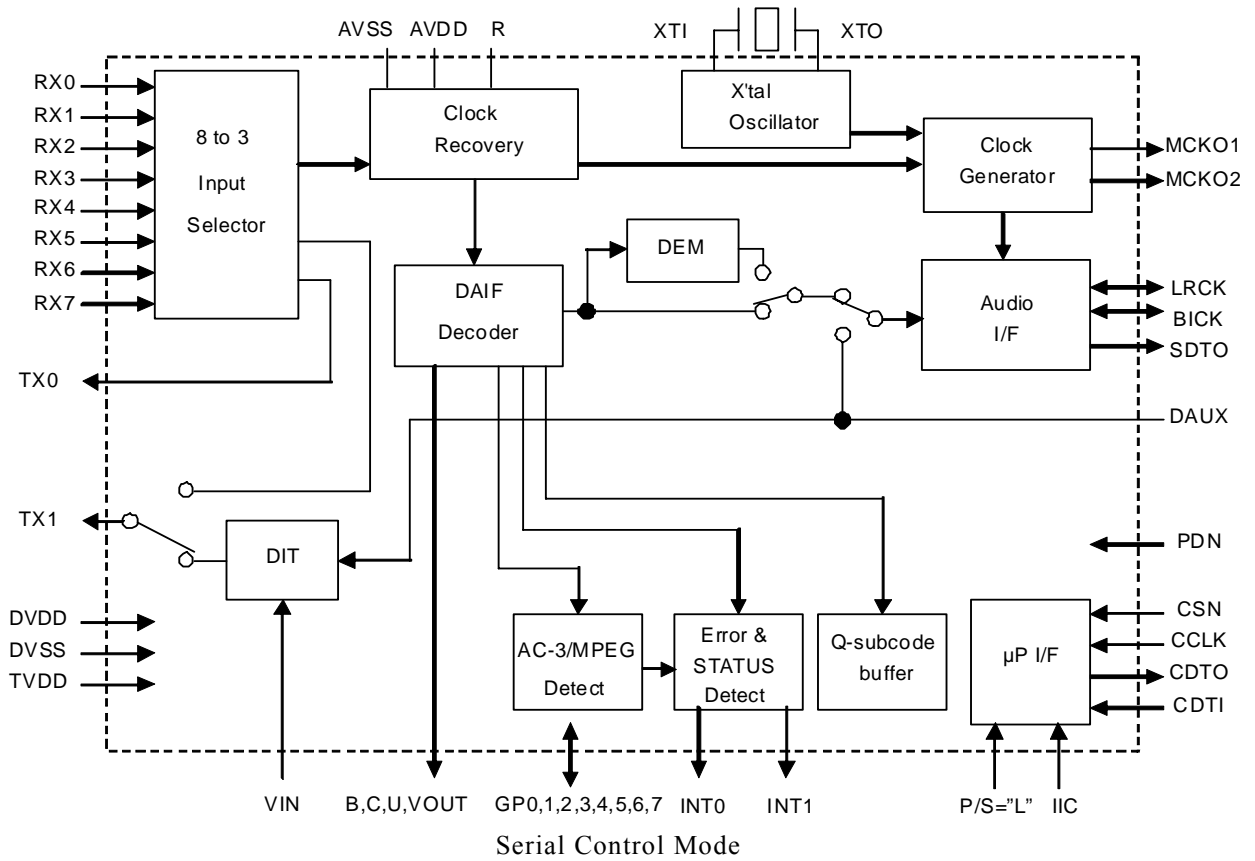 AVSS AVDD R
XTI XTO
RX0
RX1
RX2
RX3
RX4
RX5
RX6
RX7
8 to 3
Input
Selector
Clock
Recovery
X'tal
Oscillator
Clock
Generator
MCKO1
MCKO2
DEM
DAIF
Decoder
Audio
I/F
LRCK
BICK
SDTO
TX0
DAUX
TX1
DIT
PDN
DVDD
DVSS
TVDD
AC-3/MPEG
Detect
Error &
STATUS
Detect
Q-subcode
buffer
µP I/F
CSN
CCLK
CDTO
CDTI
VIN
B,C,U,VOUT
GP0,1,2,3,4,5,6,7
INT0
INT1
P/S="L"
IIC
Serial Control Mode